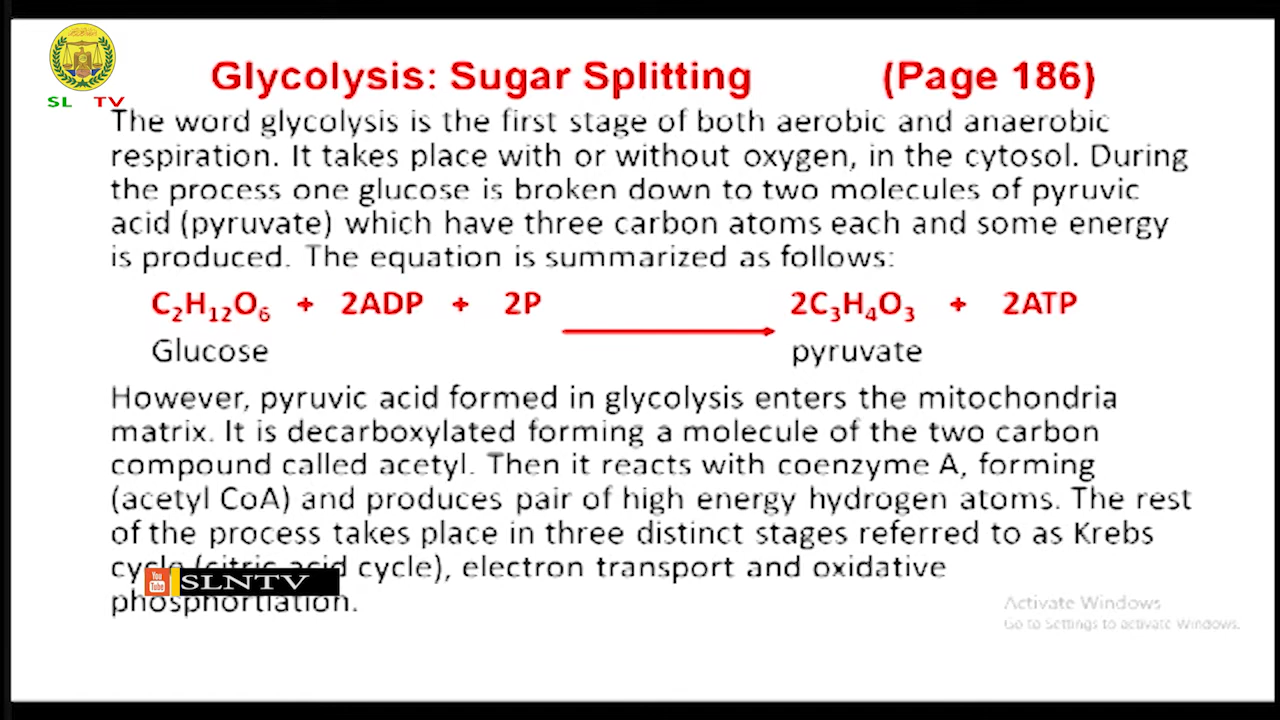 SL TV
Glycolysis: Sugar Splitting (Page 186)
The word glycolysis is the first stage of both aerobic and anaerobic
respiration. It takes place with or without oxygen, in the cytosol. During
the process one glucose is broken down to two molecules of pyruvic
acid (pyruvate) which have three carbon atoms each and some energy
is produced. The equation is summarized as follows:
C₂H₁₂O₆ + 2ADP + 2P → 2C₃H₄O₃ + 2ATP
Glucose pyruvate
However, pyruvic acid formed in glycolysis enters the mitochondria
matrix. It is decarboxylated forming a molecule of the two carbon
compound called acetyl. Then it reacts with coenzyme A, forming
(acetyl CoA) and produces pair of high energy hydrogen atoms. The rest
of the process takes place in three distinct stages referred to as Krebs
cycle (citric acid cycle), electron transport and oxidative
You Tube SLNTV
Activate Windows
Go to Settings to activate Windows.